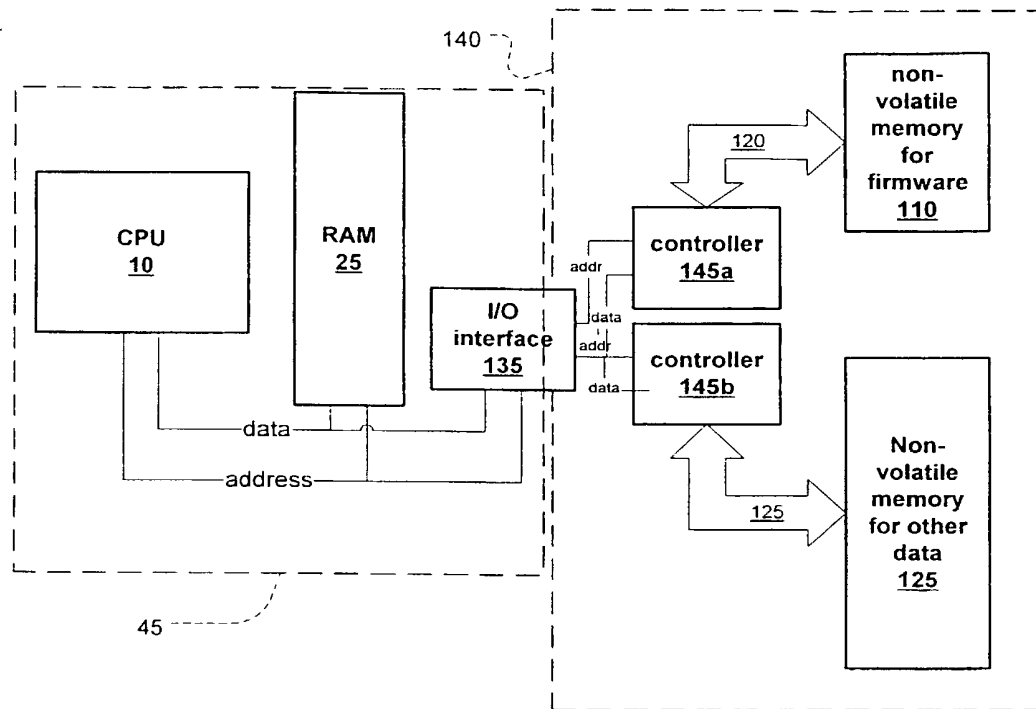 140
non-
volatile
memory
for
firmware
110
120
CPU
10
RAM
25
controller
145a
addr
data
I/O
interface
135
addr
data
controller
145b
data
address
125
Non-
volatile
memory
for other
data
125
45